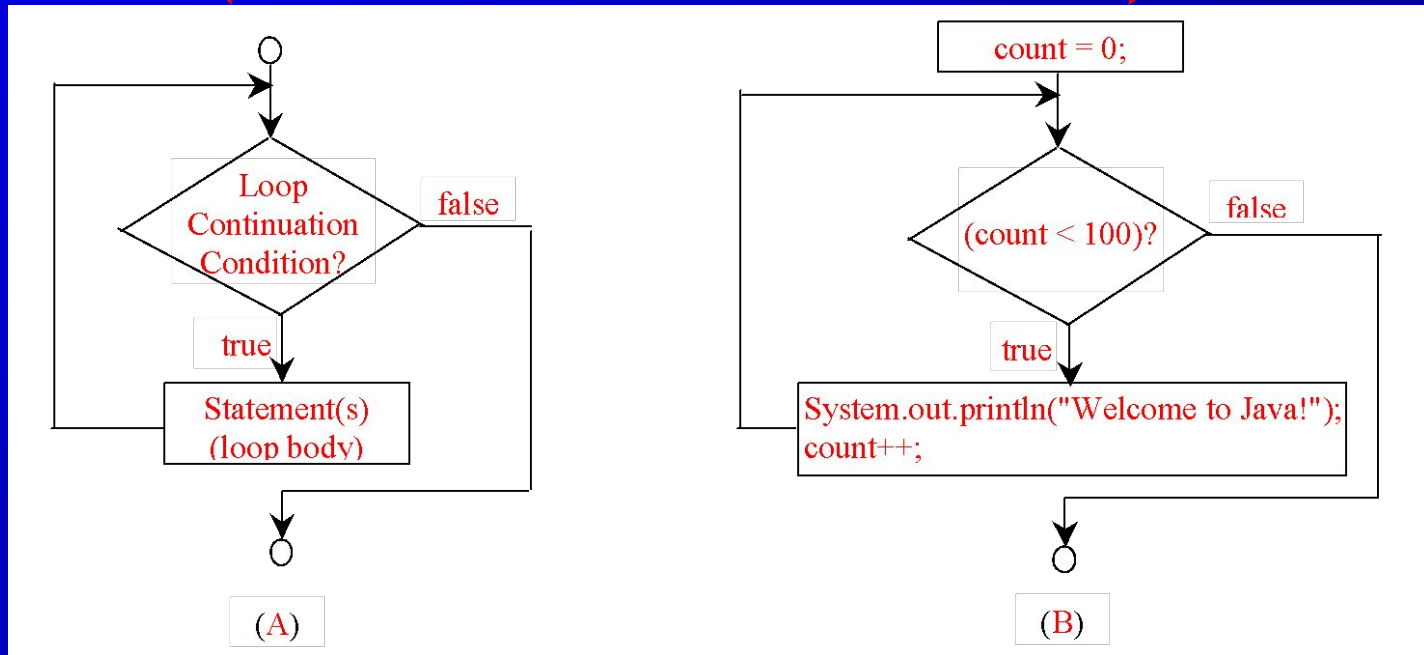 Loop
Continuation
Condition?
false
true
Statement(s)
(loop body)
(A)
count = 0;
(count < 100)?
false
true
System.out.println("Welcome to Java!");
count++;
(B)